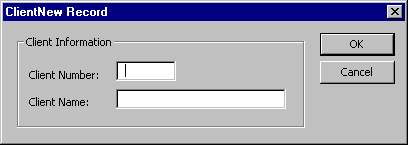 ClientNew Record
Client Information
OK
Client Number:
Cancel
Client Name: